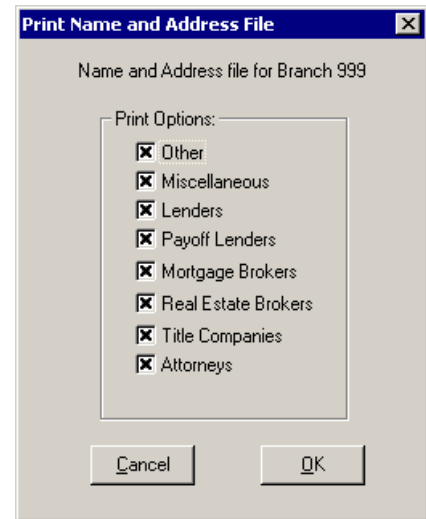 Print Name and Address File
Name and Address file for Branch 999
Print Options:
Other
Miscellaneous
Lenders
Payoff Lenders
Mortgage Brokers
Real Estate Brokers
Title Companies
Attorneys
Cancel OK